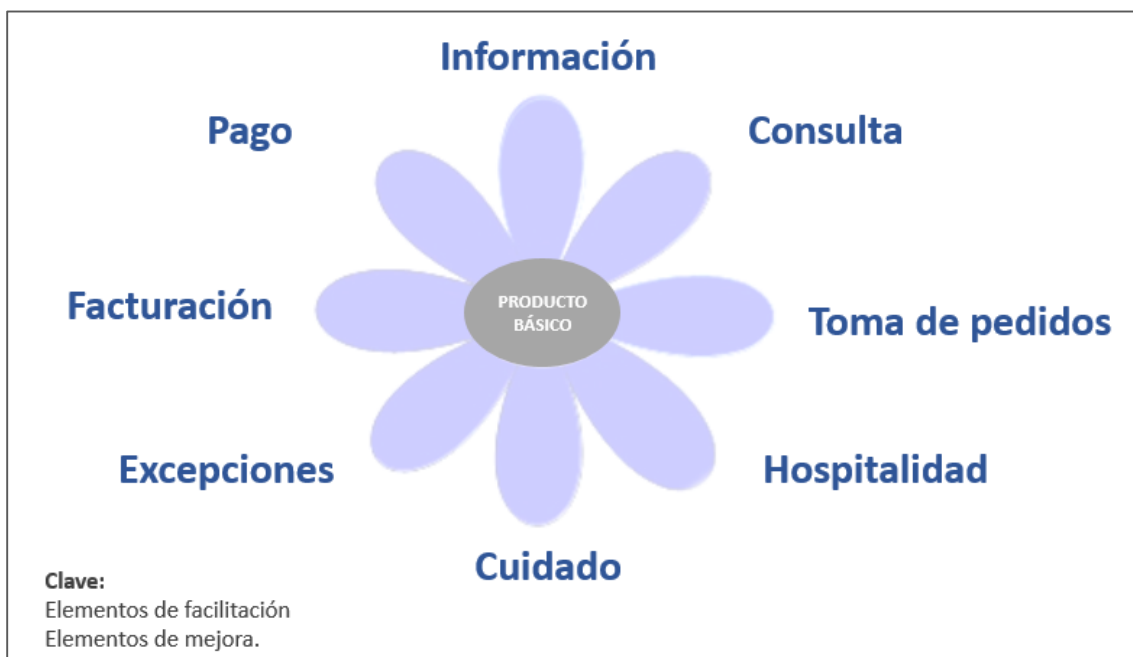 Información
Pago
Consulta
Facturación
PRODUCTO
BÁSICO
Toma de pedidos
Excepciones
Hospitalidad
Cuidado
Clave:
Elementos de facilitación
Elementos de mejora.